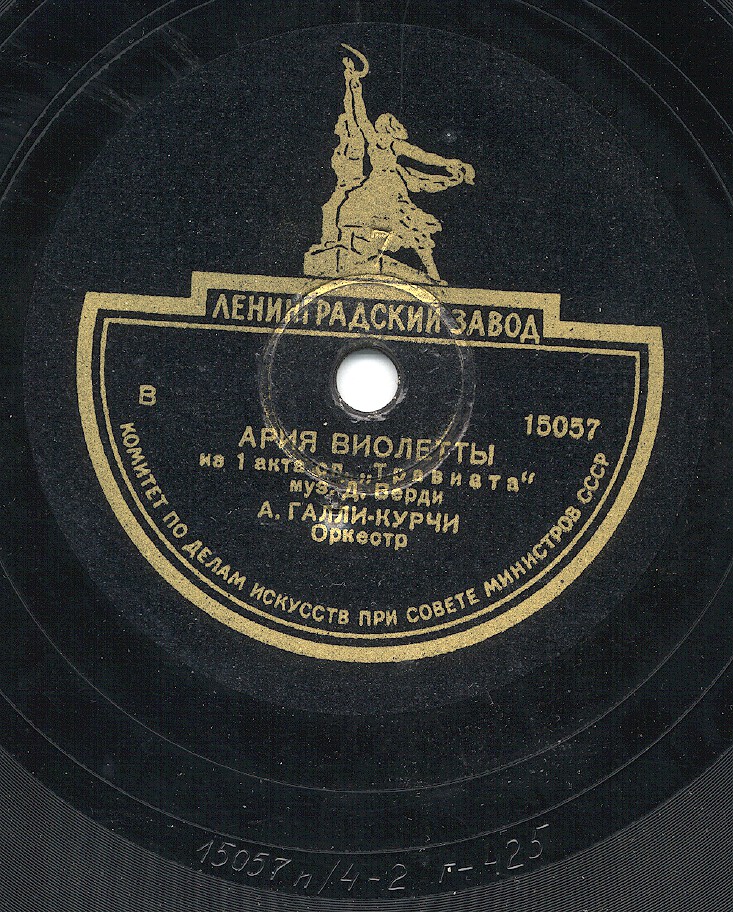 ЛЕНИНГРАДСКИЙ ЗАВОД
В
15057
АРИЯ ВИОЛЕТТЫ
из 1 акта оп. „Травиата“
муз. Д. Верди
А. ГАЛЛИ-КУРЧИ
Оркестр
КОМИТЕТ ПО ДЕЛАМ ИСКУССТВ ПРИ СОВЕТЕ МИНИСТРОВ СССР
15057 п/4-2 г-425